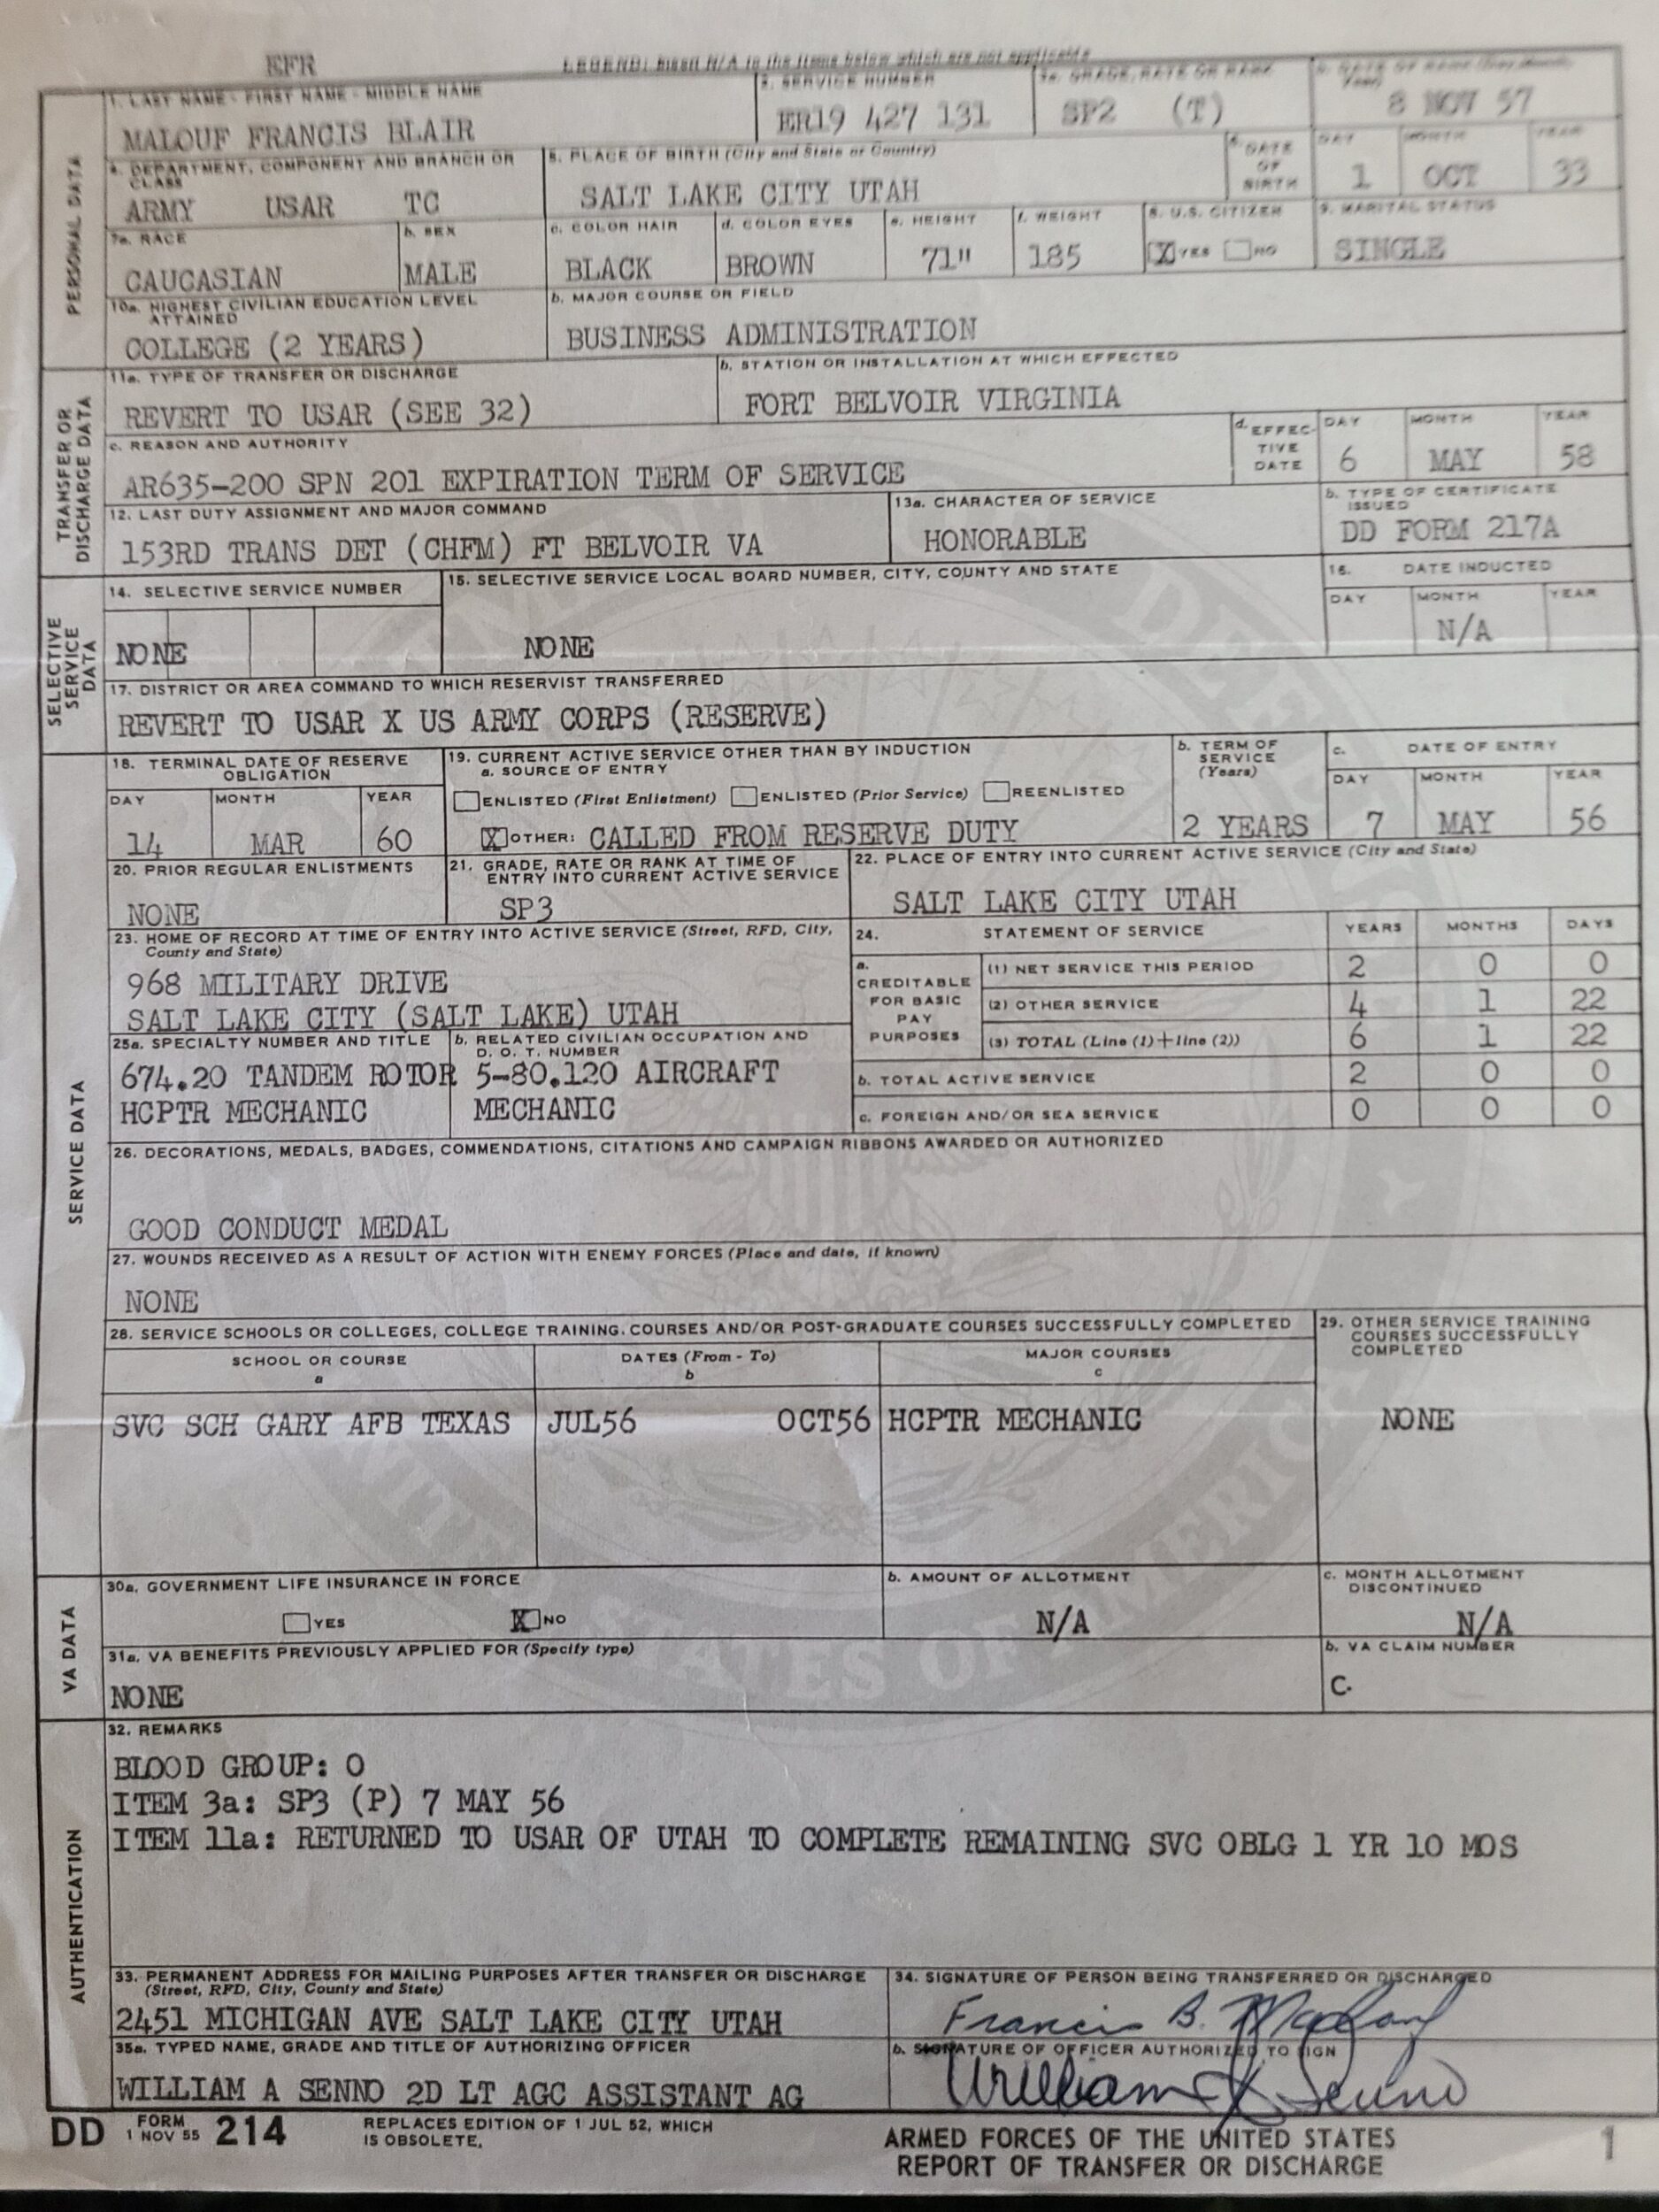 EFR
LEGEND: Insert N/A in the items below which are not applicable
1. LAST NAME - FIRST NAME - MIDDLE NAME
MALOUF FRANCIS BLAIR
2. SERVICE NUMBER
ER19 427 131
3a. GRADE, RATE OR RANK
SP2 (T)
b. DATE OF RANK (Day, Month, Year)
8 NOV 57
PERSONAL DATA
4. DEPARTMENT, COMPONENT AND BRANCH OR CLASS
ARMY USAR TC
5. PLACE OF BIRTH (City and State or Country)
SALT LAKE CITY UTAH
6. DATE OF BIRTH
DAY MONTH YEAR
1 OCT 33
7a. RACE
CAUCASIAN
b. SEX
MALE
c. COLOR HAIR
BLACK
d. COLOR EYES
BROWN
e. HEIGHT
71"
f. WEIGHT
185
8. U.S. CITIZEN
X YES NO
9. MARITAL STATUS
SINGLE
10a. HIGHEST CIVILIAN EDUCATION LEVEL ATTAINED
COLLEGE (2 YEARS)
b. MAJOR COURSE OR FIELD
BUSINESS ADMINISTRATION
TRANSFER OR DISCHARGE DATA
11a. TYPE OF TRANSFER OR DISCHARGE
REVERT TO USAR (SEE 32)
b. STATION OR INSTALLATION AT WHICH EFFECTED
FORT BELVOIR VIRGINIA
c. REASON AND AUTHORITY
AR635-200 SPN 201 EXPIRATION TERM OF SERVICE
d. EFFECTIVE DATE
DAY MONTH YEAR
6 MAY 58
12. LAST DUTY ASSIGNMENT AND MAJOR COMMAND
153RD TRANS DET (CHFM) FT BELVOIR VA
13a. CHARACTER OF SERVICE
HONORABLE
b. TYPE OF CERTIFICATE ISSUED
DD FORM 217A
SELECTIVE SERVICE DATA
14. SELECTIVE SERVICE NUMBER
NONE
15. SELECTIVE SERVICE LOCAL BOARD NUMBER, CITY, COUNTY AND STATE
NONE
16. DATE INDUCTED
DAY MONTH YEAR
N/A
17. DISTRICT OR AREA COMMAND TO WHICH RESERVIST TRANSFERRED
REVERT TO USAR X US ARMY CORPS (RESERVE)
SERVICE DATA
18. TERMINAL DATE OF RESERVE OBLIGATION
DAY MONTH YEAR
14 MAR 60
19. CURRENT ACTIVE SERVICE OTHER THAN BY INDUCTION
a. SOURCE OF ENTRY
ENLISTED (First Enlistment) ENLISTED (Prior Service) REENLISTED
X OTHER: CALLED FROM RESERVE DUTY
b. TERM OF SERVICE (Years)
2 YEARS
c. DATE OF ENTRY
DAY MONTH YEAR
7 MAY 56
20. PRIOR REGULAR ENLISTMENTS
NONE
21. GRADE, RATE OR RANK AT TIME OF ENTRY INTO CURRENT ACTIVE SERVICE
SP3
22. PLACE OF ENTRY INTO CURRENT ACTIVE SERVICE (City and State)
SALT LAKE CITY UTAH
23. HOME OF RECORD AT TIME OF ENTRY INTO ACTIVE SERVICE (Street, RFD, City, County and State)
968 MILITARY DRIVE
SALT LAKE CITY (SALT LAKE) UTAH
24. STATEMENT OF SERVICE YEARS MONTHS DAYS
a. CREDITABLE FOR BASIC PAY PURPOSES
(1) NET SERVICE THIS PERIOD 2 0 0
(2) OTHER SERVICE 4 1 22
(3) TOTAL (Line (1)+line (2)) 6 1 22
b. TOTAL ACTIVE SERVICE 2 0 0
c. FOREIGN AND/OR SEA SERVICE 0 0 0
25a. SPECIALTY NUMBER AND TITLE
674.20 TANDEM ROTOR
HCPTR MECHANIC
b. RELATED CIVILIAN OCCUPATION AND D. O. T. NUMBER
5-80.120 AIRCRAFT
MECHANIC
26. DECORATIONS, MEDALS, BADGES, COMMENDATIONS, CITATIONS AND CAMPAIGN RIBBONS AWARDED OR AUTHORIZED
GOOD CONDUCT MEDAL
27. WOUNDS RECEIVED AS A RESULT OF ACTION WITH ENEMY FORCES (Place and date, if known)
NONE
28. SERVICE SCHOOLS OR COLLEGES, COLLEGE TRAINING COURSES AND/OR POST-GRADUATE COURSES SUCCESSFULLY COMPLETED
SCHOOL OR COURSE a
DATES (From - To) b
MAJOR COURSES c
SVC SCH GARY AFB TEXAS JUL56 OCT56 HCPTR MECHANIC
29. OTHER SERVICE TRAINING COURSES SUCCESSFULLY COMPLETED
NONE
VA DATA
30a. GOVERNMENT LIFE INSURANCE IN FORCE
YES X NO
b. AMOUNT OF ALLOTMENT
N/A
c. MONTH ALLOTMENT DISCONTINUED
N/A
31a. VA BENEFITS PREVIOUSLY APPLIED FOR (Specify type)
NONE
b. VA CLAIM NUMBER
C-
AUTHENTICATION
32. REMARKS
BLOOD GROUP: O
ITEM 3a: SP3 (P) 7 MAY 56
ITEM 11a: RETURNED TO USAR OF UTAH TO COMPLETE REMAINING SVC OBLG 1 YR 10 MOS
33. PERMANENT ADDRESS FOR MAILING PURPOSES AFTER TRANSFER OR DISCHARGE
(Street, RFD, City, County and State)
2451 MICHIGAN AVE SALT LAKE CITY UTAH
34. SIGNATURE OF PERSON BEING TRANSFERRED OR DISCHARGED
Francis B. Malouf
35a. TYPED NAME, GRADE AND TITLE OF AUTHORIZING OFFICER
WILLIAM A SENNO 2D LT AGC ASSISTANT AG
b. SIGNATURE OF OFFICER AUTHORIZED TO SIGN
William A Senno
DD FORM 1 NOV 55 214
REPLACES EDITION OF 1 JUL 52, WHICH
IS OBSOLETE.
ARMED FORCES OF THE UNITED STATES
REPORT OF TRANSFER OR DISCHARGE
1